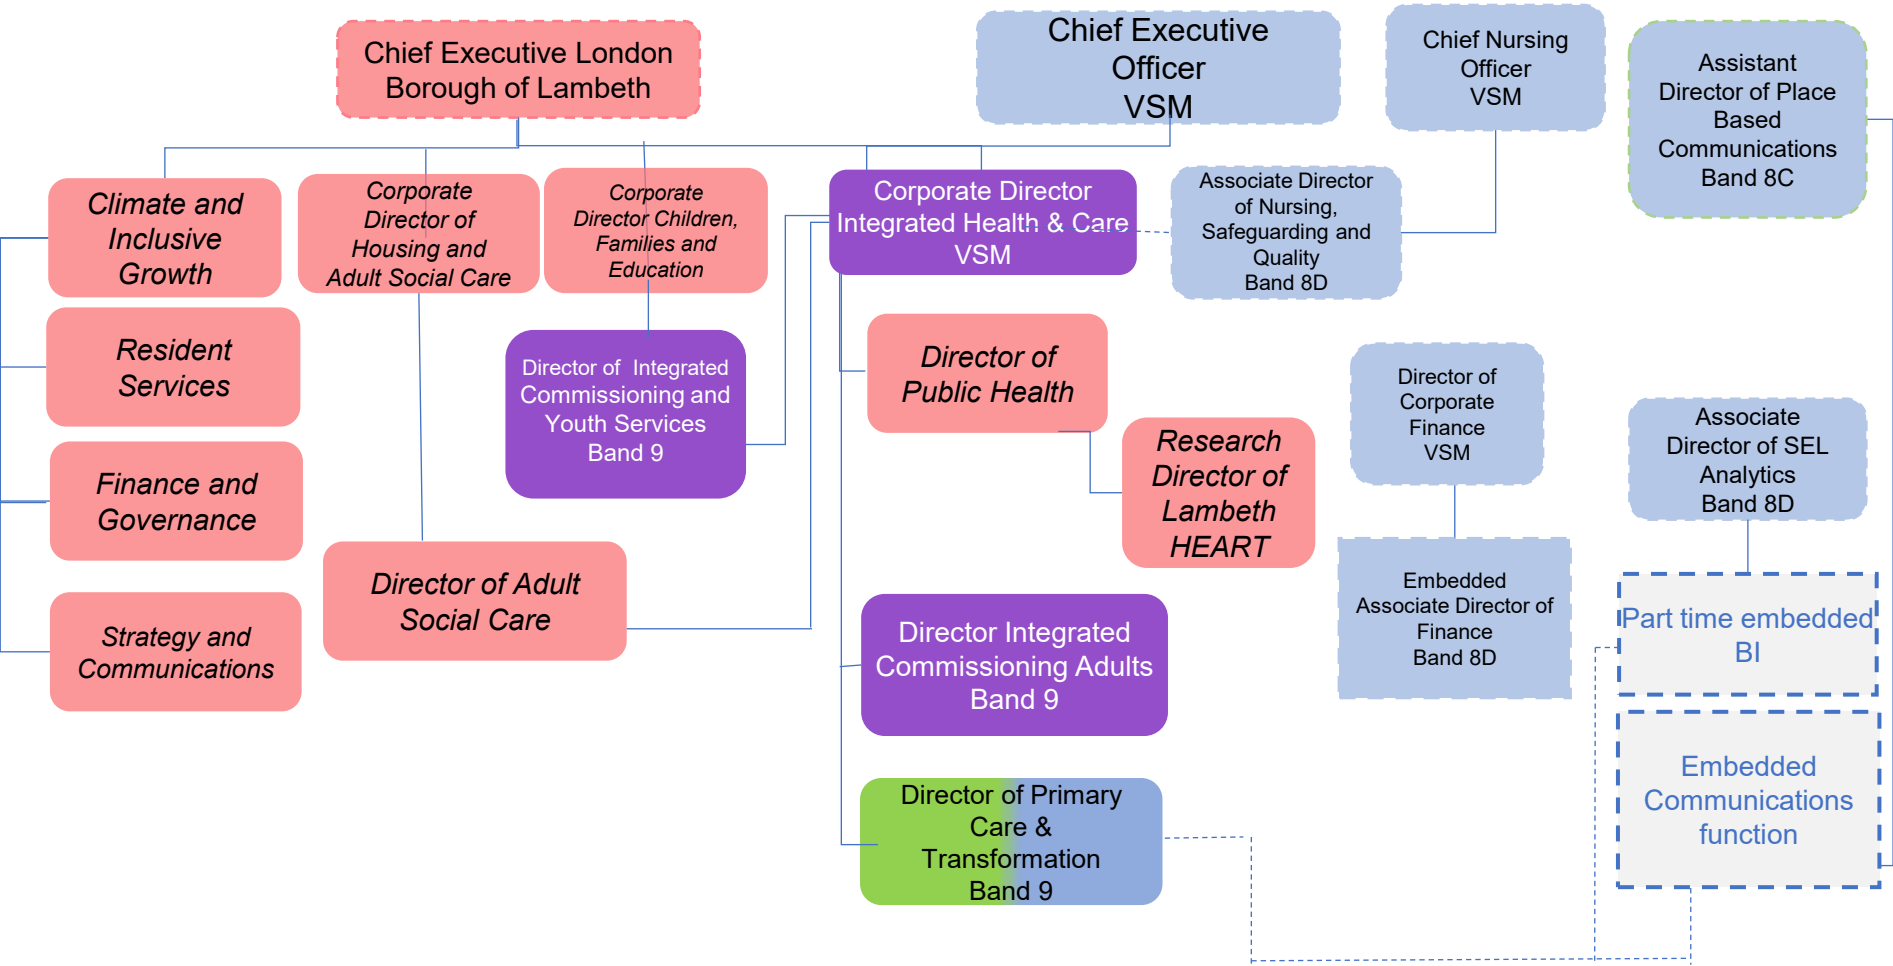 Chief Executive London
Borough of Lambeth
Chief Executive
Officer
VSM
Chief Nursing
Officer
VSM
Assistant
Director of Place
Based
Communications
Band 8C
Climate and
Inclusive
Growth
Corporate
Director of
Housing and
Adult Social Care
Corporate
Director Children,
Families and
Education
Corporate Director
Integrated Health & Care
VSM
Associate Director
of Nursing,
Safeguarding and
Quality
Band 8D
Resident
Services
Director of Integrated
Commissioning and
Youth Services
Band 9
Director of
Public Health
Director of
Corporate
Finance
VSM
Associate
Director of SEL
Analytics
Band 8D
Finance and
Governance
Research
Director of
Lambeth
HEART
Director of Adult
Social Care
Embedded
Associate Director of
Finance
Band 8D
Part time embedded
BI
Strategy and
Communications
Director Integrated
Commissioning Adults
Band 9
Embedded
Communications
function
Director of Primary
Care &
Transformation
Band 9